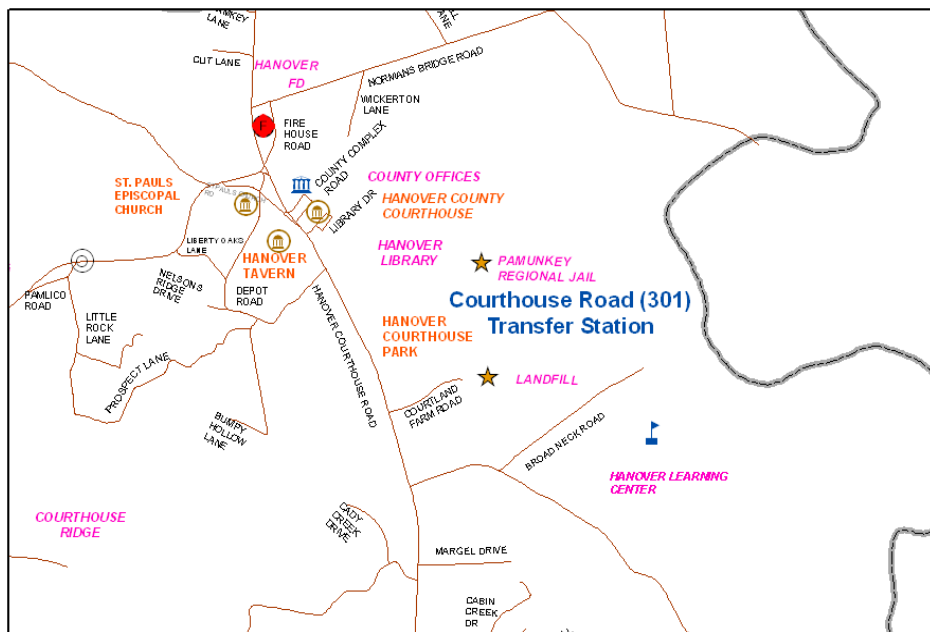 MKEY
LANE
LANE
CUT LANE
HANOVER
FD
NORMANS BRIDGE ROAD
WICKERTON
LANE
F
FIRE
HOUSE
ROAD
COUNTY COMPLEX
ROAD
COUNTY OFFICES
ST. PAULS
EPISCOPAL
CHURCH
RD
HANOVER COUNTY
COURTHOUSE
LIBRARY DR
LIBERTY OAKS
LANE
HANOVER
TAVERN
HANOVER
LIBRARY
PAMUNKEY
REGIONAL JAIL
NELSONS
RIDGE
DRIVE
DEPOT
ROAD
PAMLICO
ROAD
Courthouse Road (301)
Transfer Station
LITTLE
ROCK
LANE
HANOVER COURTHOUSE ROAD
HANOVER
COURTHOUSE
PARK
PROSPECT LANE
LANDFILL
COURTLAND
FARM ROAD
BUMPY
HOLLOW
LANE
BROAD NECK ROAD
HANOVER LEARNING
CENTER
COURTHOUSE
RIDGE
CADY
CREEK
DRIVE
MARGEL DRIVE
CABIN
CREEK
DR